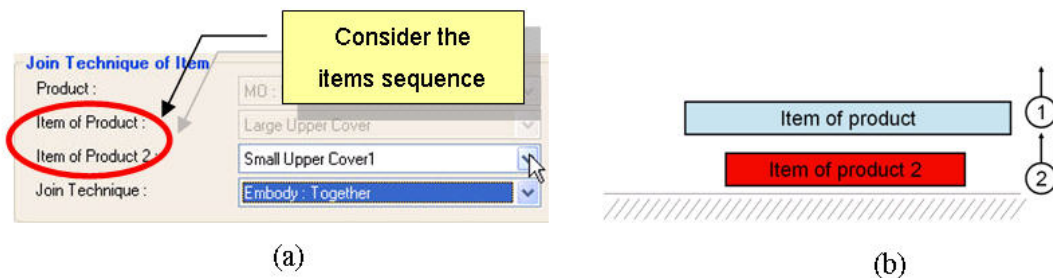 Consider the
items sequence
Join Technique of Item
Product :
MO :
Item of Product :
Large Upper Cover
Item of Product 2 :
Small Upper Cover1
Join Technique :
Embody : Together
(a)
Item of product
1
Item of product 2
2
(b)